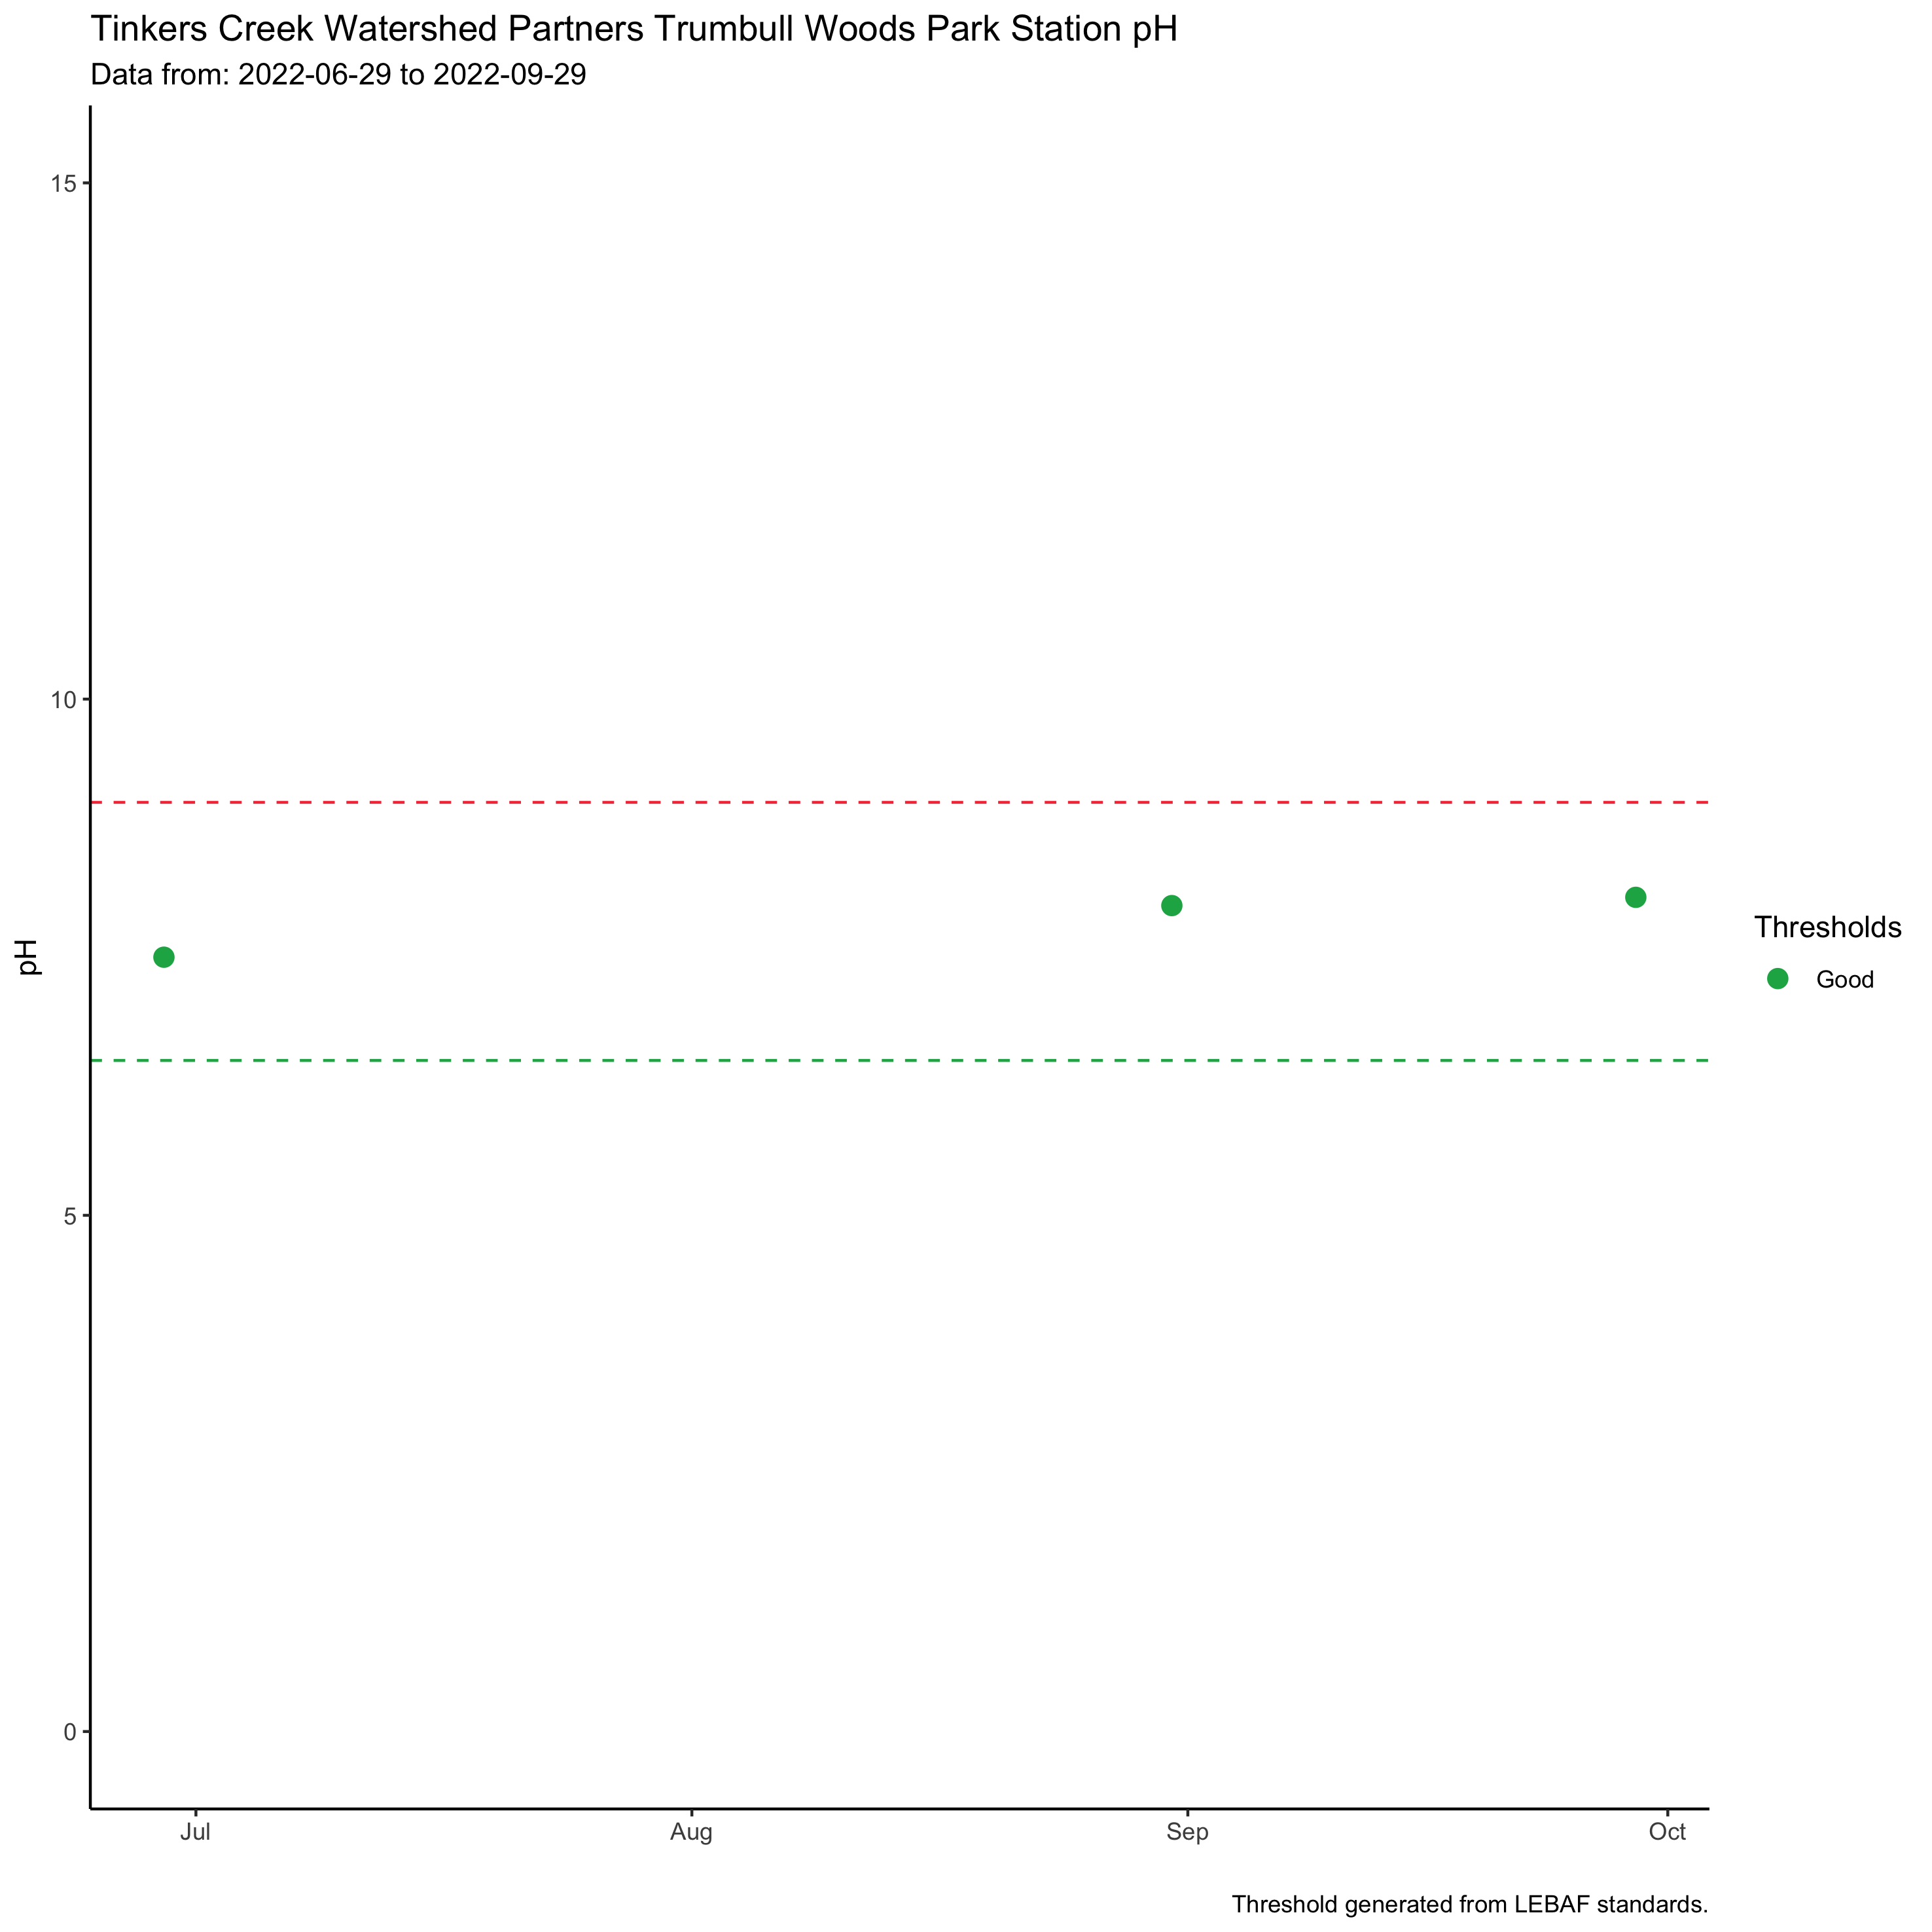 Tinkers Creek Watershed Partners Trumbull Woods Park Station pH
Data from: 2022-06-29 to 2022-09-29
15
10
5
0
pH
Jul Aug Sep Oct
Thresholds
Good
Threshold generated from LEBAF standards.